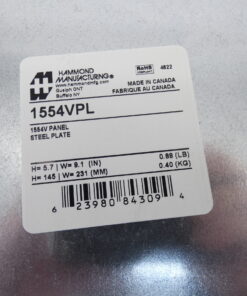 HAMMOND
MANUFACTURING®
www.hammondmfg.com
Guelph ONT
Buffalo NY
RoHS
4822
MADE IN CANADA
FABRIQUE AU CANADA
1554VPL
1554V PANEL
STEEL PLATE
H= 5.7 | W= 9.1 (IN) 0.89 (LB)
H= 145 | W= 231 (MM) 0.40 (KG)
6 23980 84309 4